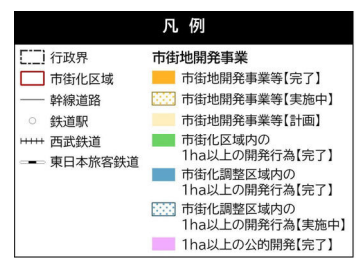 凡 例
行政界
市街化区域
幹線道路
鉄道駅
西武鉄道
東日本旅客鉄道
市街地開発事業
市街地開発事業等【完了】
市街地開発事業等【実施中】
市街地開発事業等【計画】
市街化区域内の
1ha以上の開発行為【完了】
市街化調整区域内の
1ha以上の開発行為【完了】
市街化調整区域内の
1ha以上の開発行為【実施中】
1ha以上の公的開発【完了】